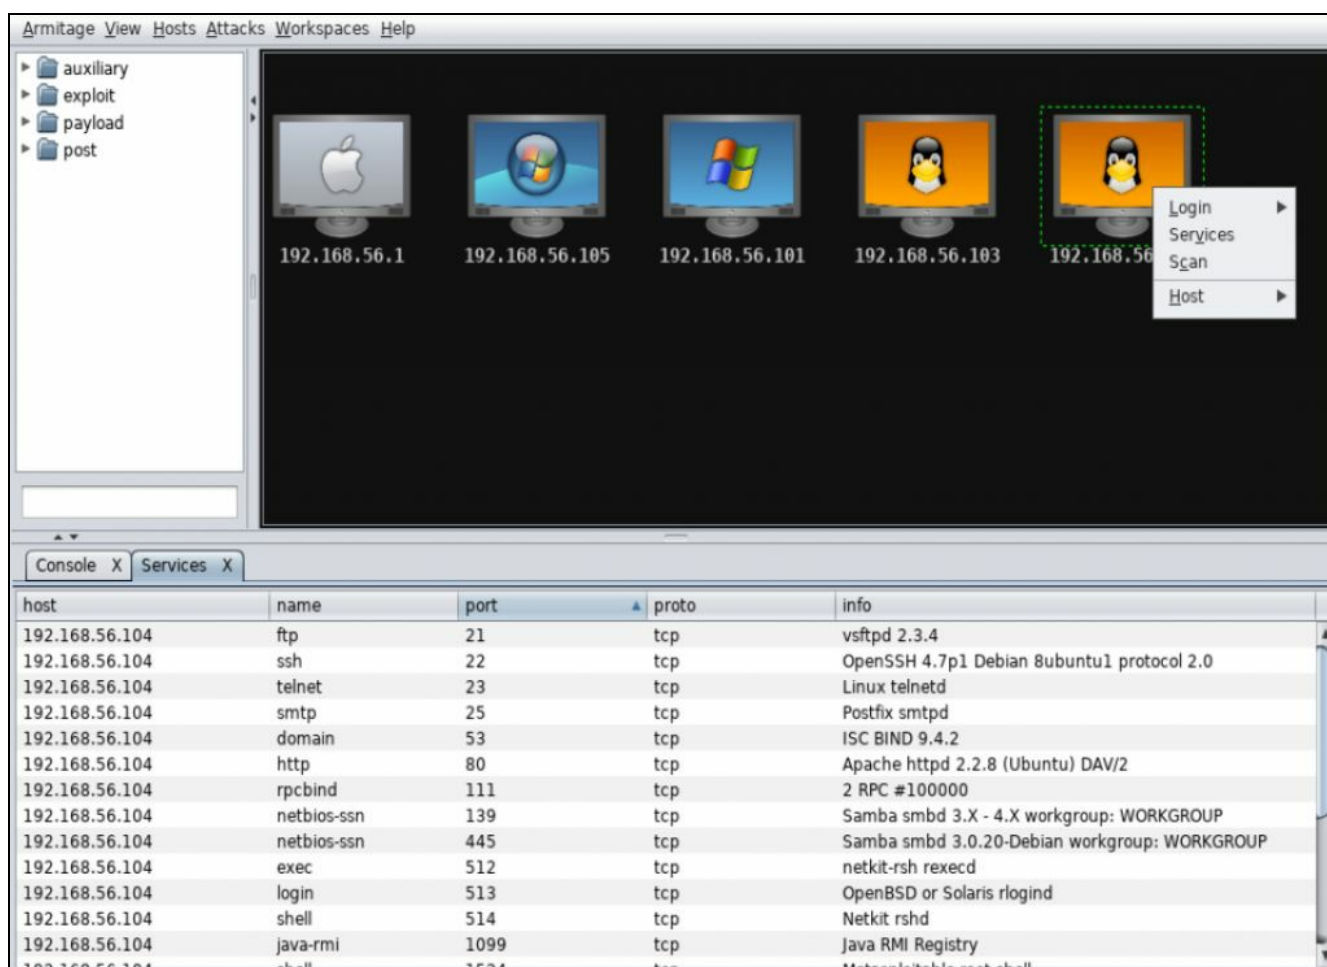 Armitage View Hosts Attacks Workspaces Help
auxiliary
exploit
payload
post
192.168.56.1
192.168.56.105
192.168.56.101
192.168.56.103
192.168.56
Login
Services
Scan
Host
Console X Services X
host name port proto info
192.168.56.104 ftp 21 tcp vsftpd 2.3.4
192.168.56.104 ssh 22 tcp OpenSSH 4.7p1 Debian 8ubuntu1 protocol 2.0
192.168.56.104 telnet 23 tcp Linux telnetd
192.168.56.104 smtp 25 tcp Postfix smtpd
192.168.56.104 domain 53 tcp ISC BIND 9.4.2
192.168.56.104 http 80 tcp Apache httpd 2.2.8 (Ubuntu) DAV/2
192.168.56.104 rpcbind 111 tcp 2 RPC #100000
192.168.56.104 netbios-ssn 139 tcp Samba smbd 3.X - 4.X workgroup: WORKGROUP
192.168.56.104 netbios-ssn 445 tcp Samba smbd 3.0.20-Debian workgroup: WORKGROUP
192.168.56.104 exec 512 tcp netkit-rsh rexecd
192.168.56.104 login 513 tcp OpenBSD or Solaris rlogind
192.168.56.104 shell 514 tcp Netkit rshd
192.168.56.104 java-rmi 1099 tcp Java RMI Registry